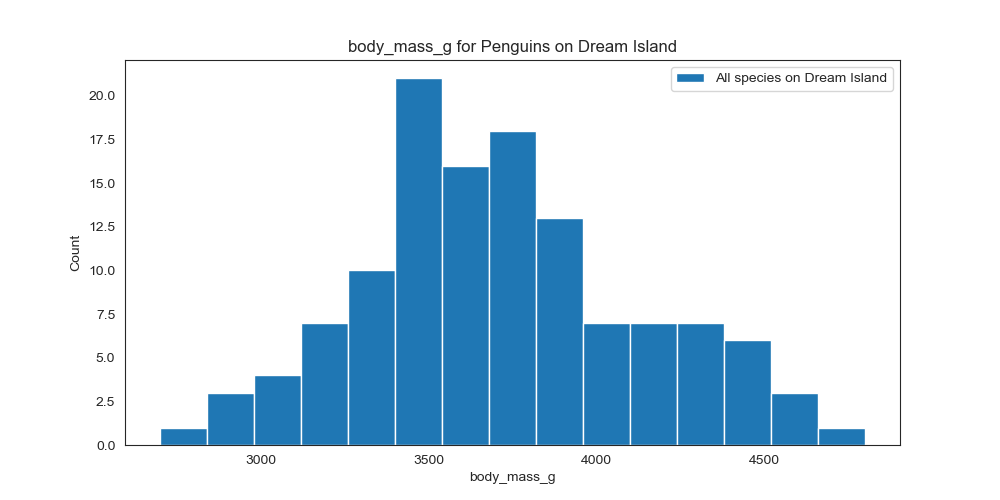 body_mass_g for Penguins on Dream Island
All species on Dream Island
20.0
17.5
15.0
12.5
10.0
7.5
5.0
2.5
0.0
Count
3000 3500 4000 4500
body_mass_g